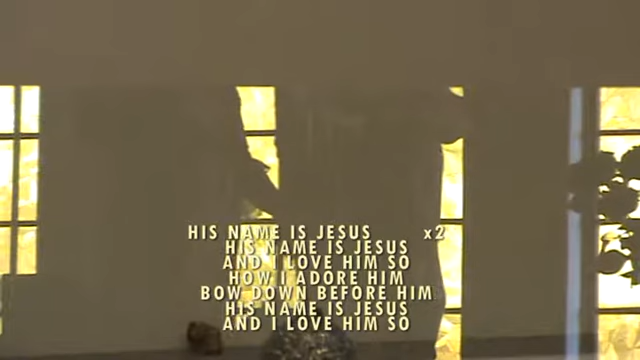 HIS NAME IS JESUS x2
HIS NAME IS JESUS
AND I LOVE HIM SO
HOW I ADORE HIM
BOW DOWN BEFORE HIM
HIS NAME IS JESUS
AND I LOVE HIM SO